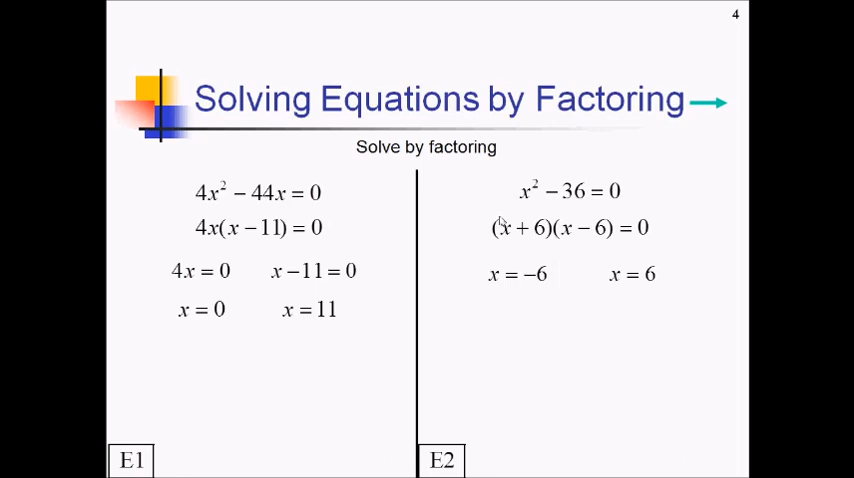 4
Solving Equations by Factoring
Solve by factoring
4x² − 44x = 0
4x(x − 11) = 0
4x = 0 x − 11 = 0
x = 0 x = 11
E1
x² − 36 = 0
(x + 6)(x − 6) = 0
x = −6 x = 6
E2